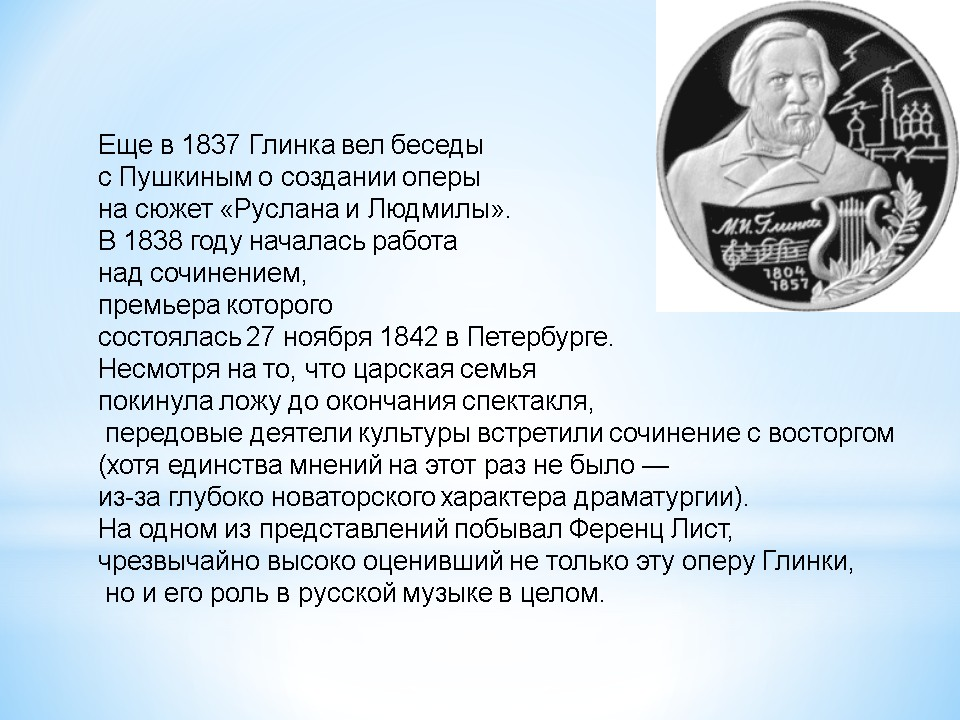 Еще в 1837 Глинка вел беседы
с Пушкиным о создании оперы
на сюжет «Руслана и Людмилы».
В 1838 году началась работа
над сочинением,
премьера которого
состоялась 27 ноября 1842 в Петербурге.
Несмотря на то, что царская семья
покинула ложу до окончания спектакля,
передовые деятели культуры встретили сочинение с восторгом
(хотя единства мнений на этот раз не было —
из-за глубоко новаторского характера драматургии).
На одном из представлений побывал Ференц Лист,
чрезвычайно высоко оценивший не только эту оперу Глинки,
но и его роль в русской музыке в целом.
М.И. Глинка
1804
1857